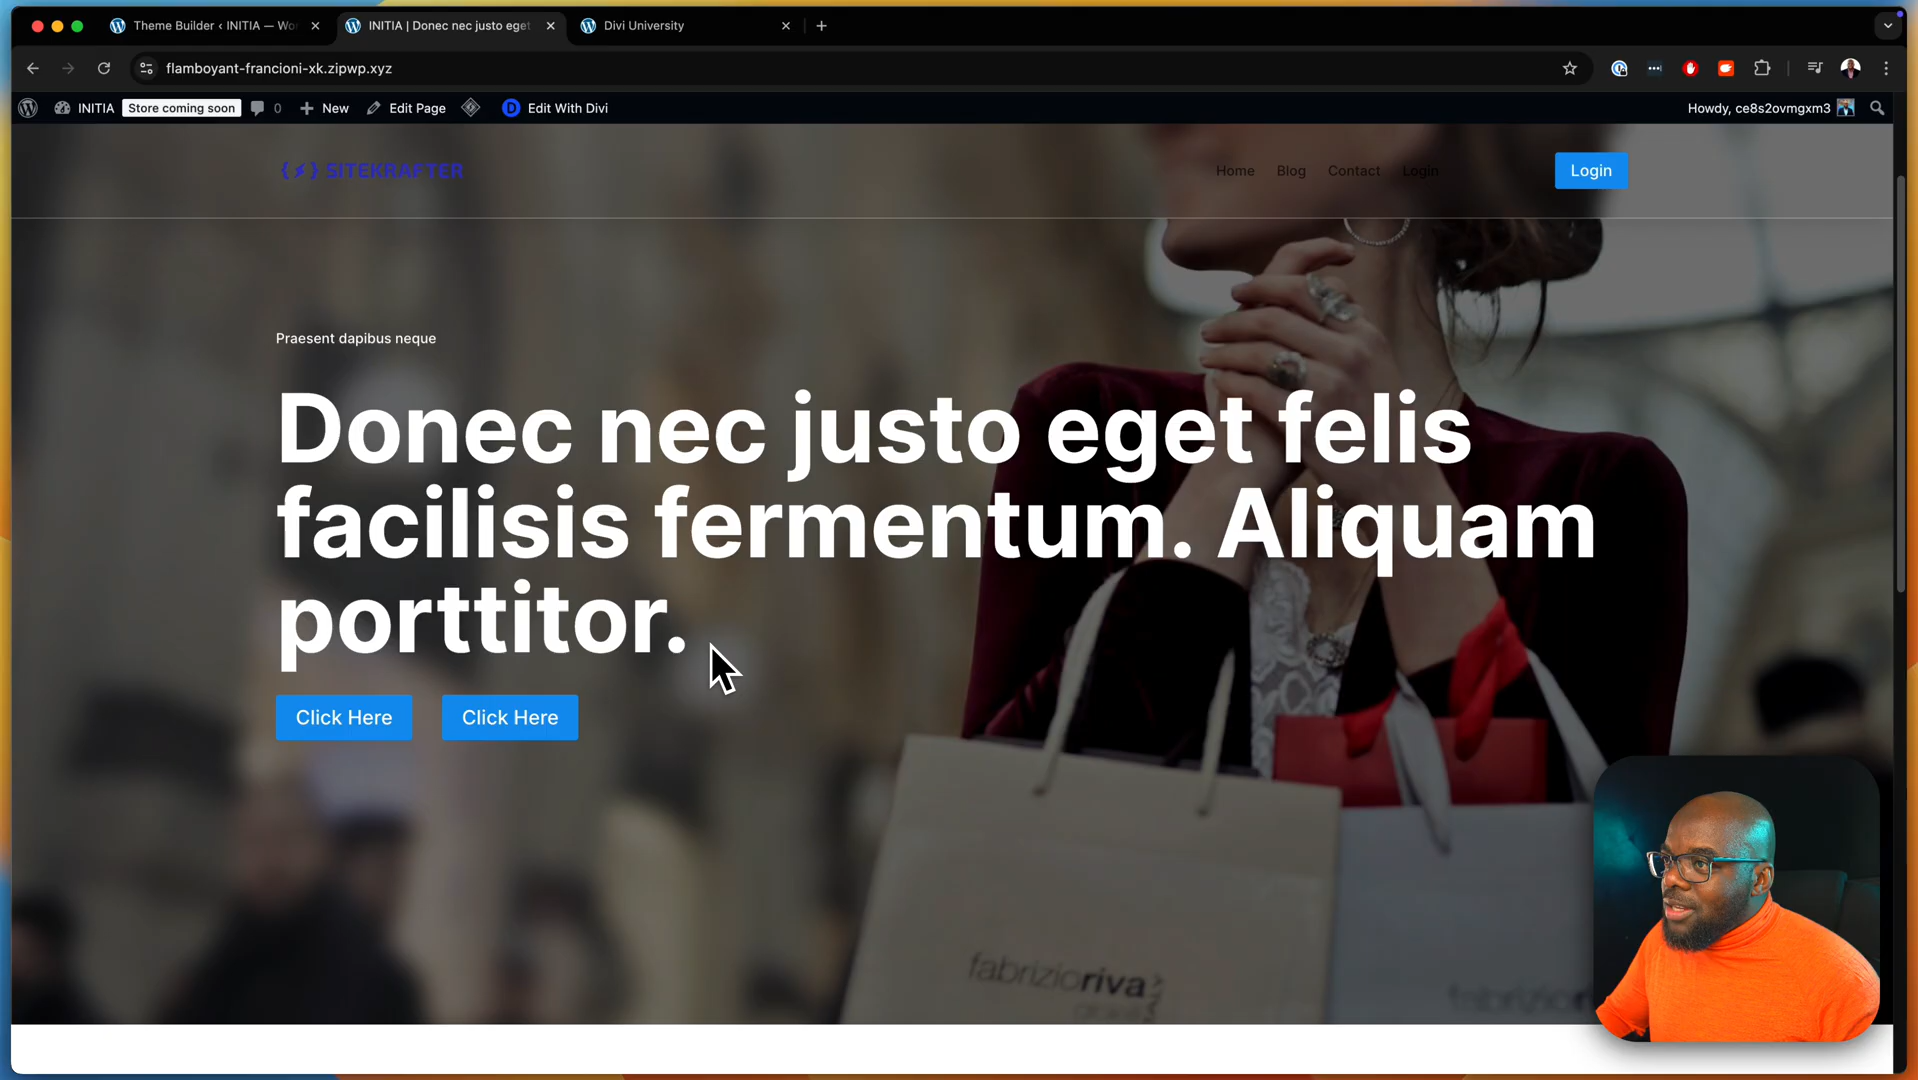 Theme Builder ‹ INITIA — Wor
INITIA | Donec nec justo eget
Divi University
flamboyant-francioni-xk.zipwp.xyz
INITIA
Store coming soon
0
New
Edit Page
D
Edit With Divi
Howdy, ce8s2ovmgxm3
{⚡} SITEKRAFTER
Home
Blog
Contact
Login
Login
Praesent dapibus neque
Donec nec justo eget felis
facilisis fermentum. Aliquam
porttitor.
Click Here
Click Here
fabrizioriva